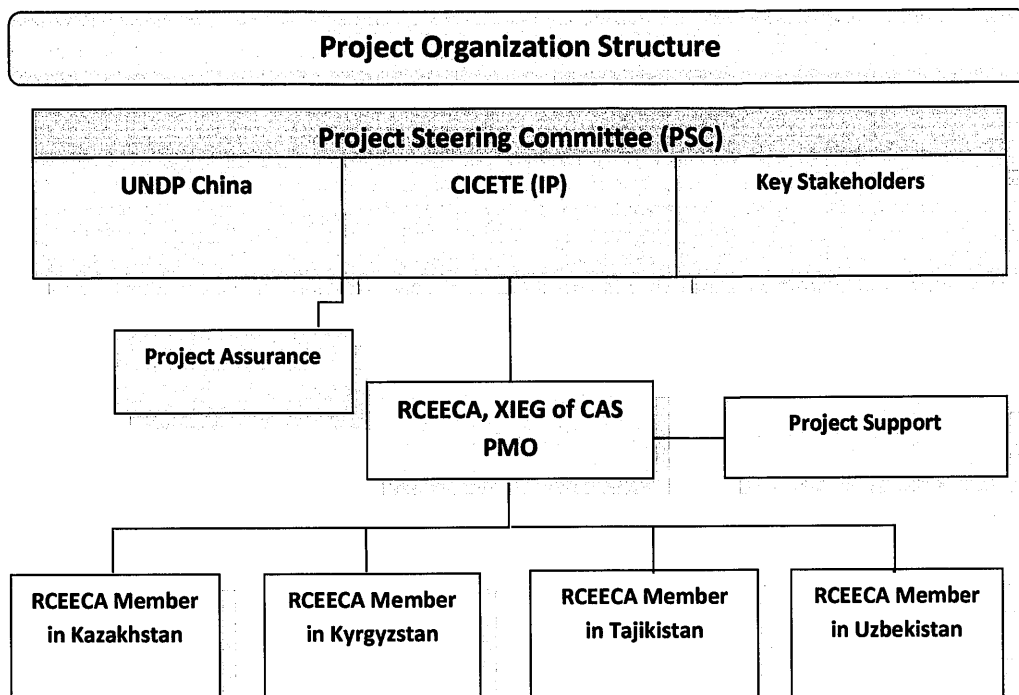 Project Organization Structure
Project Steering Committee (PSC)
UNDP China
CICETE (IP)
Key Stakeholders
Project Assurance
RCEECA, XIEG of CAS
PMO
Project Support
RCEECA Member
in Kazakhstan
RCEECA Member
in Kyrgyzstan
RCEECA Member
in Tajikistan
RCEECA Member
in Uzbekistan